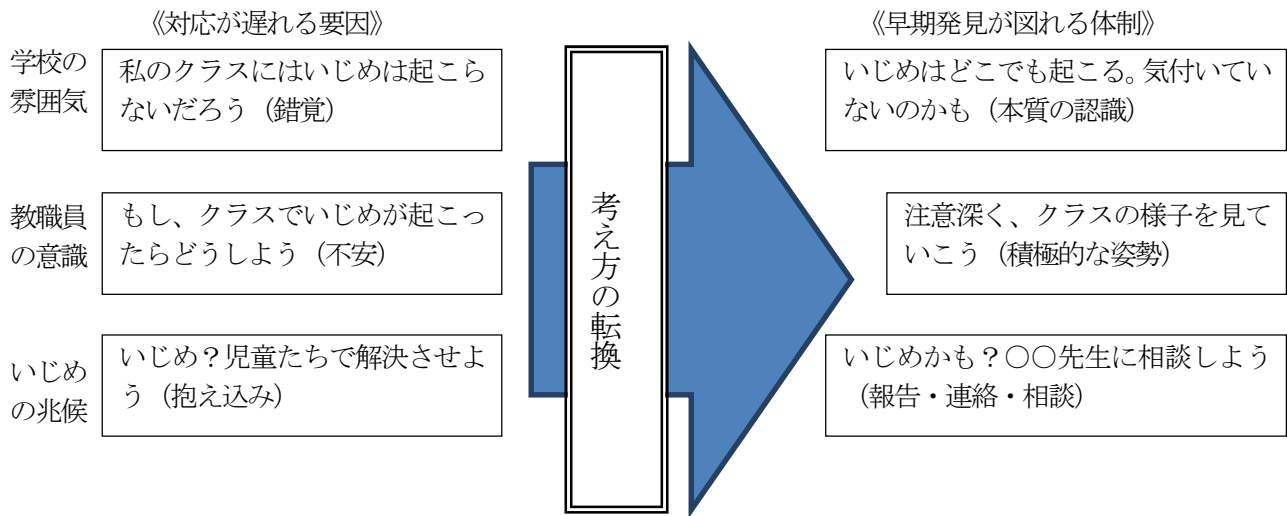 《対応が遅れる要因》
《早期発見が図れる体制》
学校の
雰囲気
私のクラスにはいじめは起こら
ないだろう（錯覚）
いじめはどこでも起こる。気付いてい
ないのかも（本質の認識）
教職員
の意識
もし、クラスでいじめが起こっ
たらどうしよう（不安）
考え方の転換
注意深く、クラスの様子を見て
いこう（積極的な姿勢）
いじめ
の兆候
いじめ？児童たちで解決させよ
う（抱え込み）
いじめかも？〇〇先生に相談しよう
（報告・連絡・相談）